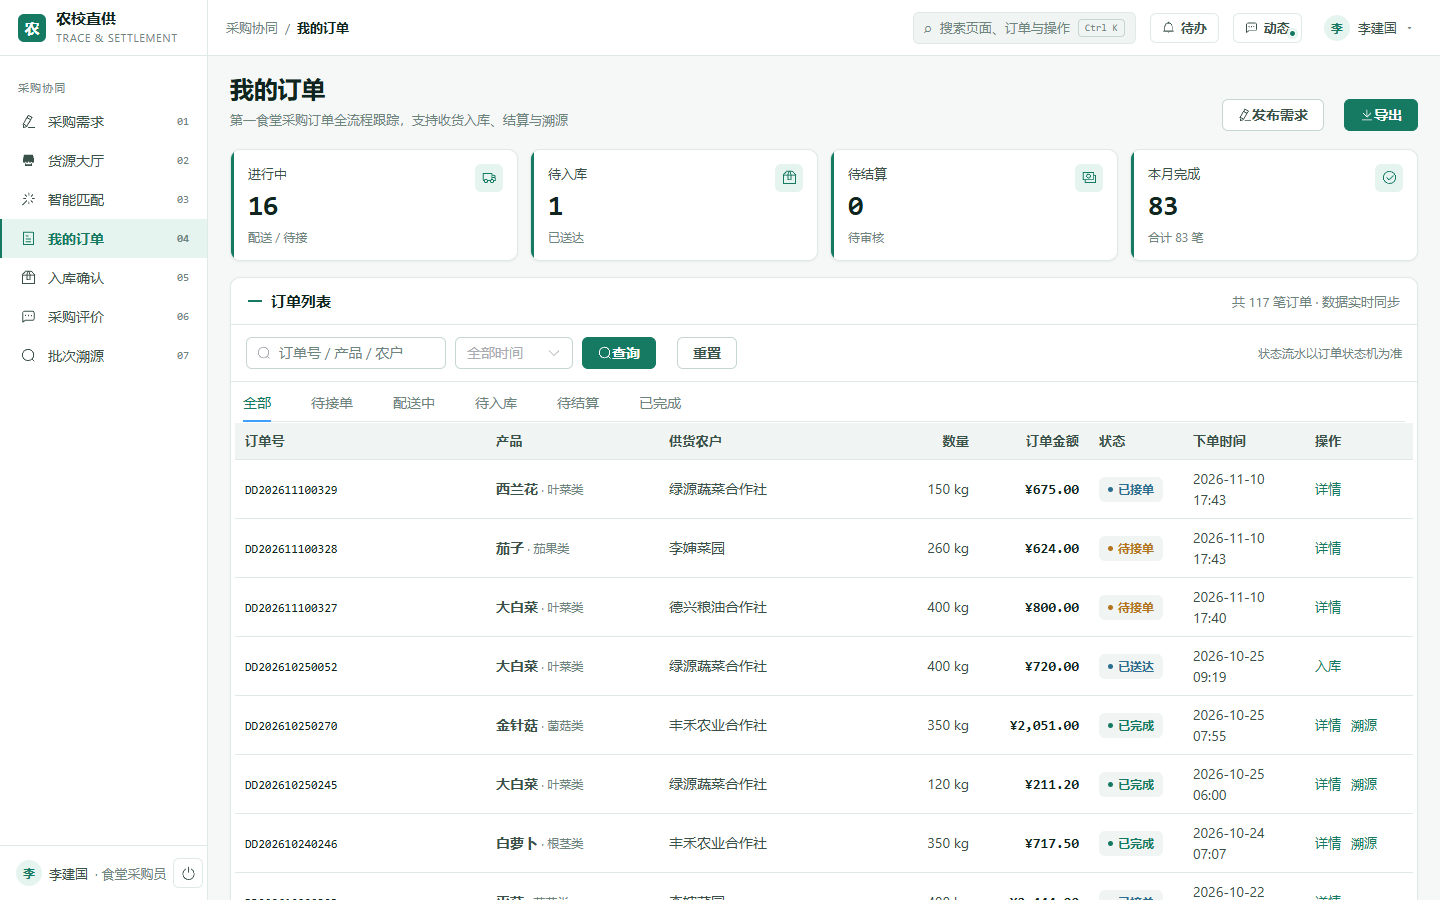 农 农校直供
TRACE & SETTLEMENT
采购协同 / 我的订单
搜索页面、订单与操作 Ctrl K
待办
动态
李 李建国
采购协同
采购需求 01
货源大厅 02
智能匹配 03
我的订单 04
入库确认 05
采购评价 06
批次溯源 07
李 李建国 · 食堂采购员
我的订单
第一食堂采购订单全流程跟踪，支持收货入库、结算与溯源
发布需求
导出
进行中
16
配送 / 待接
待入库
1
已送达
待结算
0
待审核
本月完成
83
合计 83 笔
订单列表
共 117 笔订单 · 数据实时同步
订单号 / 产品 / 农户
全部时间
查询
重置
状态流水以订单状态机为准
全部 待接单 配送中 待入库 待结算 已完成
订单号 产品 供货农户 数量 订单金额 状态 下单时间 操作
DD202611100329 西兰花 · 叶菜类 绿源蔬菜合作社 150 kg ¥675.00 已接单 2026-11-10 17:43 详情
DD202611100328 茄子 · 茄果类 李婶菜园 260 kg ¥624.00 待接单 2026-11-10 17:43 详情
DD202611100327 大白菜 · 叶菜类 德兴粮油合作社 400 kg ¥800.00 待接单 2026-11-10 17:40 详情
DD202610250052 大白菜 · 叶菜类 绿源蔬菜合作社 400 kg ¥720.00 已送达 2026-10-25 09:19 入库
DD202610250270 金针菇 · 菌菇类 丰禾农业合作社 350 kg ¥2,051.00 已完成 2026-10-25 07:55 详情 溯源
DD202610250245 大白菜 · 叶菜类 绿源蔬菜合作社 120 kg ¥211.20 已完成 2026-10-25 06:00 详情 溯源
DD202610240246 白萝卜 · 根茎类 丰禾农业合作社 350 kg ¥717.50 已完成 2026-10-24 07:07 详情 溯源
2026-10-22